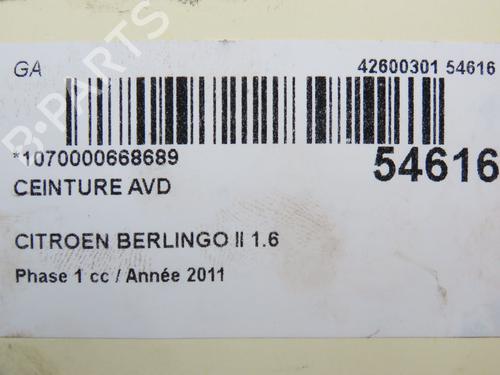 GA
42600301 54616
*1070000668689
54616
CEINTURE AVD
CITROEN BERLINGO II 1.6
Phase 1 cc / Année 2011
B-PARTS